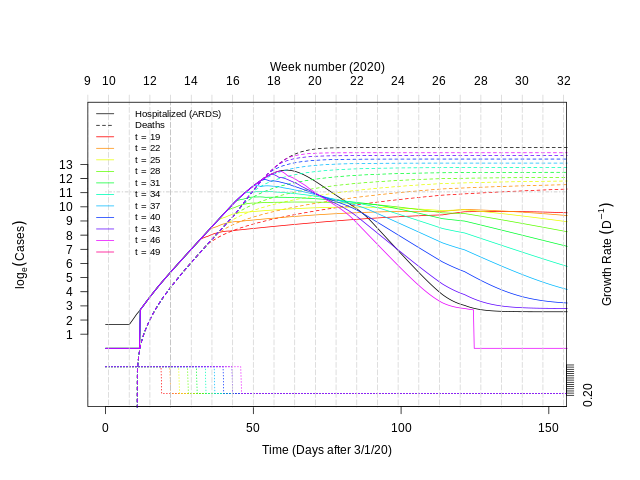 Week number (2020)
9 10 12 14 16 18 20 22 24 26 28 30 32
Hospitalized (ARDS)
Deaths
t = 19
t = 22
t = 25
t = 28
t = 31
t = 34
t = 37
t = 40
t = 43
t = 46
t = 49
13
12
11
10
9
8
7
6
5
4
3
2
1
logₑ(Cases)
Growth Rate (D⁻¹)
0.20
0 50 100 150
Time (Days after 3/1/20)